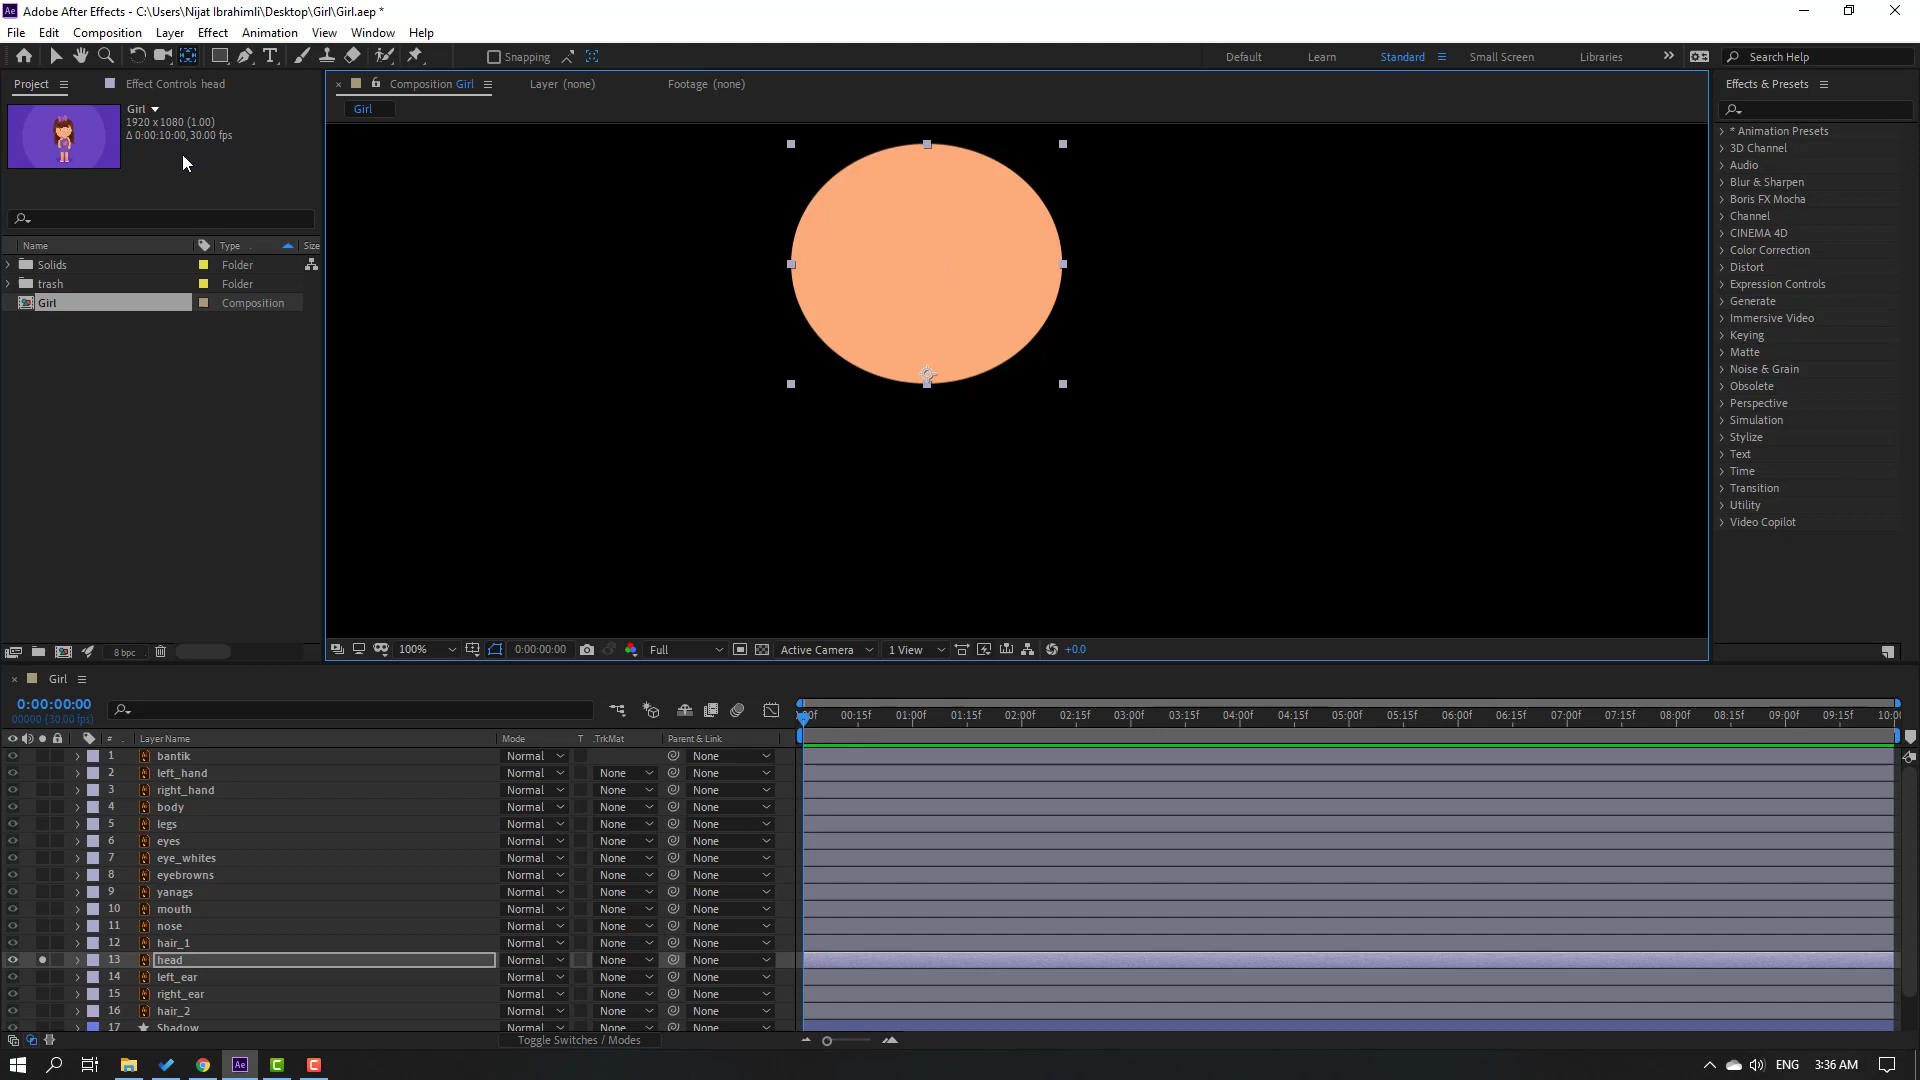 Ae Adobe After Effects - C:\Users\Nijat Ibrahimli\Desktop\Girl\Girl.aep *
File Edit Composition Layer Effect Animation View Window Help
Snapping Default Learn Standard Small Screen Libraries Search Help
Project Effect Controls head Composition Girl Layer (none) Footage (none) Effects & Presets
Girl
1920 x 1080 (1.00)
Δ 0:00:10:00, 30.00 fps
Girl
Name Type Size
Solids Folder
trash Folder
Girl Composition
* Animation Presets
3D Channel
Audio
Blur & Sharpen
Boris FX Mocha
Channel
CINEMA 4D
Color Correction
Distort
Expression Controls
Generate
Immersive Video
Keying
Matte
Noise & Grain
Obsolete
Perspective
Simulation
Stylize
Text
Time
Transition
Utility
Video Copilot
8 bpc 100% 0:00:00:00 Full Active Camera 1 View +0.0
Girl
0:00:00:00
00000 (30.00 fps)
:00f 00:15f 01:00f 01:15f 02:00f 02:15f 03:00f 03:15f 04:00f 04:15f 05:00f 05:15f 06:00f 06:15f 07:00f 07:15f 08:00f 08:15f 09:00f 09:15f 10:0
# Layer Name Mode T .TrkMat Parent & Link
1 bantik Normal None
2 left_hand Normal None None
3 right_hand Normal None None
4 body Normal None None
5 legs Normal None None
6 eyes Normal None None
7 eye_whites Normal None None
8 eyebrowns Normal None None
9 yanags Normal None None
10 mouth Normal None None
11 nose Normal None None
12 hair_1 Normal None None
13 head Normal None None
14 left_ear Normal None None
15 right_ear Normal None None
16 hair_2 Normal None None
17 Shadow Normal None None
Toggle Switches / Modes
Ae ENG 3:36 AM